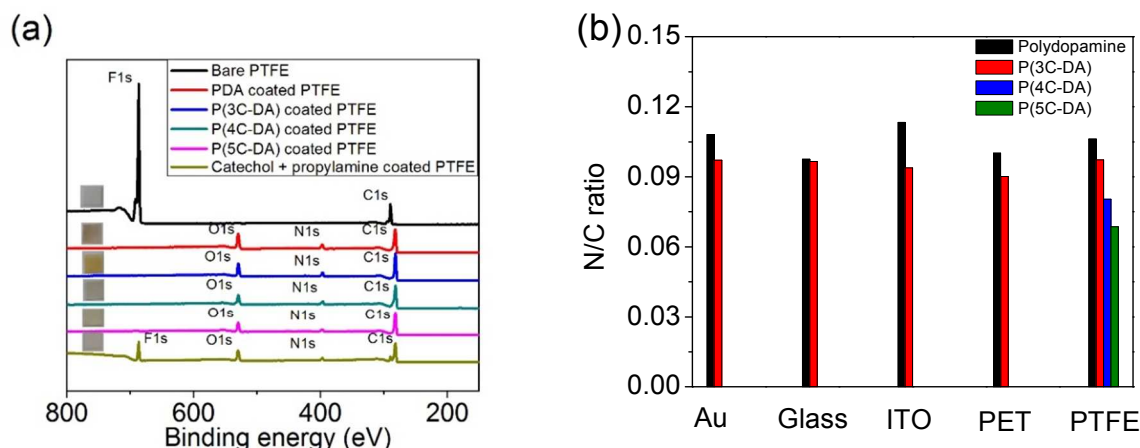 (a)
F1s
Bare PTFE
PDA coated PTFE
P(3C-DA) coated PTFE
P(4C-DA) coated PTFE
P(5C-DA) coated PTFE
Catechol + propylamine coated PTFE
C1s
O1s N1s C1s
O1s N1s C1s
O1s N1s C1s
O1s N1s C1s
F1s O1s N1s C1s
800 600 400 200
Binding energy (eV)
(b)
N/C ratio
0.15
0.12
0.09
0.06
0.03
0.00
Polydopamine
P(3C-DA)
P(4C-DA)
P(5C-DA)
Au Glass ITO PET PTFE